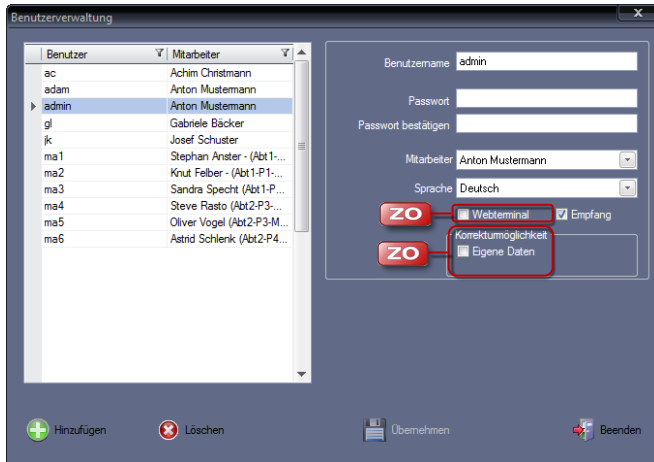 Benutzerverwaltung
x
Benutzer Mitarbeiter
ac Achim Christmann
adam Anton Mustermann
admin Anton Mustermann
gl Gabriele Bäcker
jk Josef Schuster
ma1 Stephan Anster - (Abt1-...
ma2 Knut Felber - (Abt1-P1-...
ma3 Sandra Specht (Abt1-P...
ma4 Steve Rasto (Abt2-P3-...
ma5 Oliver Vogel (Abt2-P3-M...
ma6 Astrid Schlenk (Abt2-P4...
Benutzername admin
Passwort
Passwort bestätigen
Mitarbeiter Anton Mustermann
Sprache Deutsch
ZO Webterminal Empfang
Korrekturmöglichkeit
ZO Eigene Daten
Hinzufügen Löschen Übernehmen Beenden